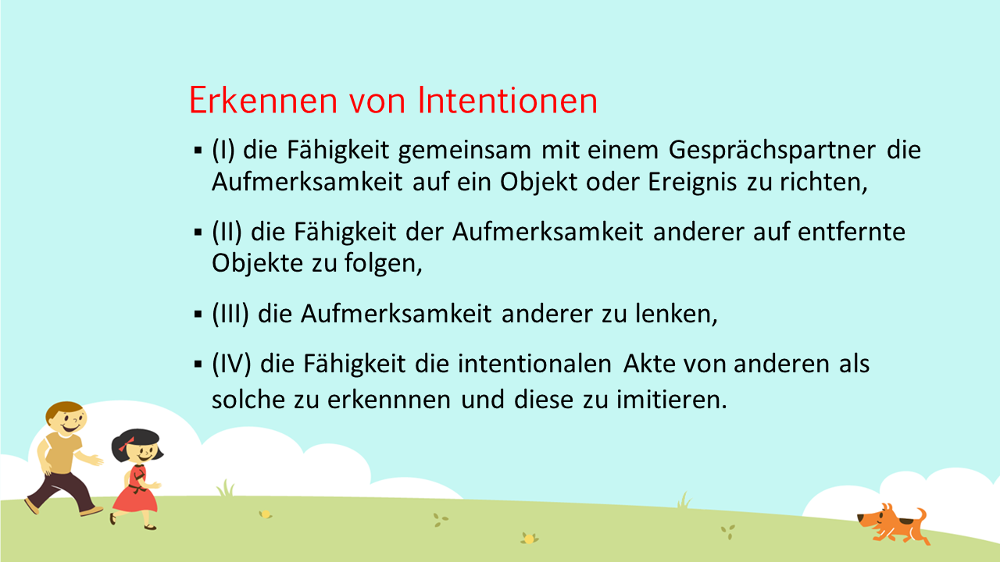 Erkennen von Intentionen
▪ (I) die Fähigkeit gemeinsam mit einem Gesprächspartner die
Aufmerksamkeit auf ein Objekt oder Ereignis zu richten,
▪ (II) die Fähigkeit der Aufmerksamkeit anderer auf entfernte
Objekte zu folgen,
▪ (III) die Aufmerksamkeit anderer zu lenken,
▪ (IV) die Fähigkeit die intentionalen Akte von anderen als
solche zu erkennnen und diese zu imitieren.